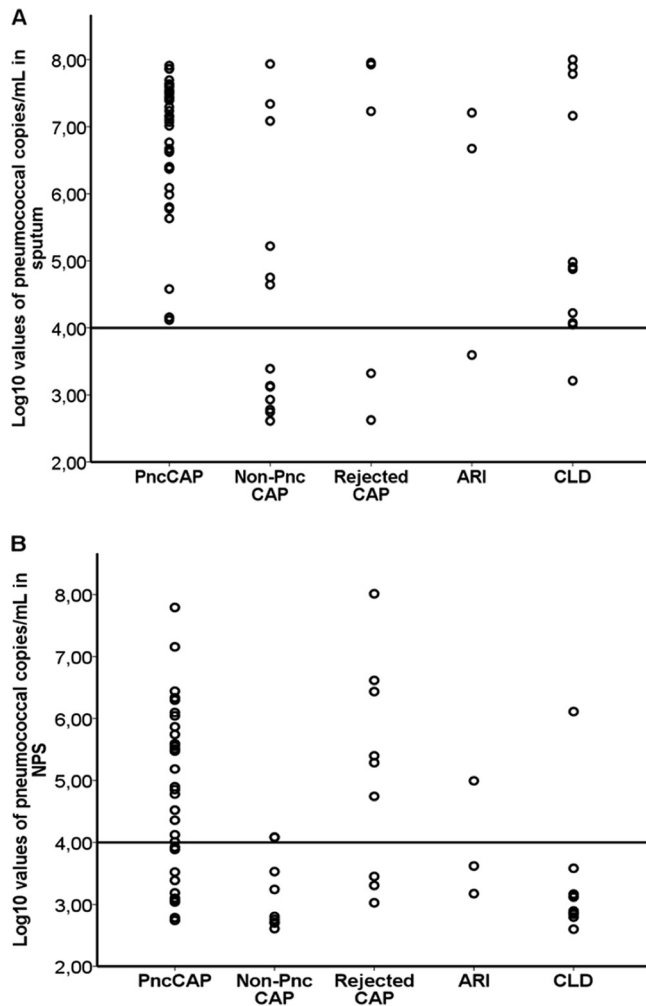 A
Log10 values of pneumococcal copies/mL in
sputum
8,00
7,00
6,00
5,00
4,00
3,00
2,00
PncCAP
Non-Pnc
CAP
Rejected
CAP
ARI
CLD
B
Log10 values of pneumococcal copies/mL in
NPS
8,00
7,00
6,00
5,00
4,00
3,00
2,00
PncCAP
Non-Pnc
CAP
Rejected
CAP
ARI
CLD